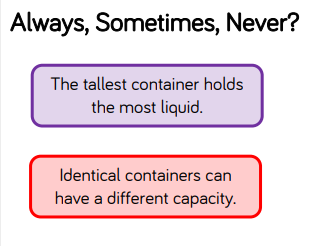 Always, Sometimes, Never?
The tallest container holds
the most liquid.
Identical containers can
have a different capacity.